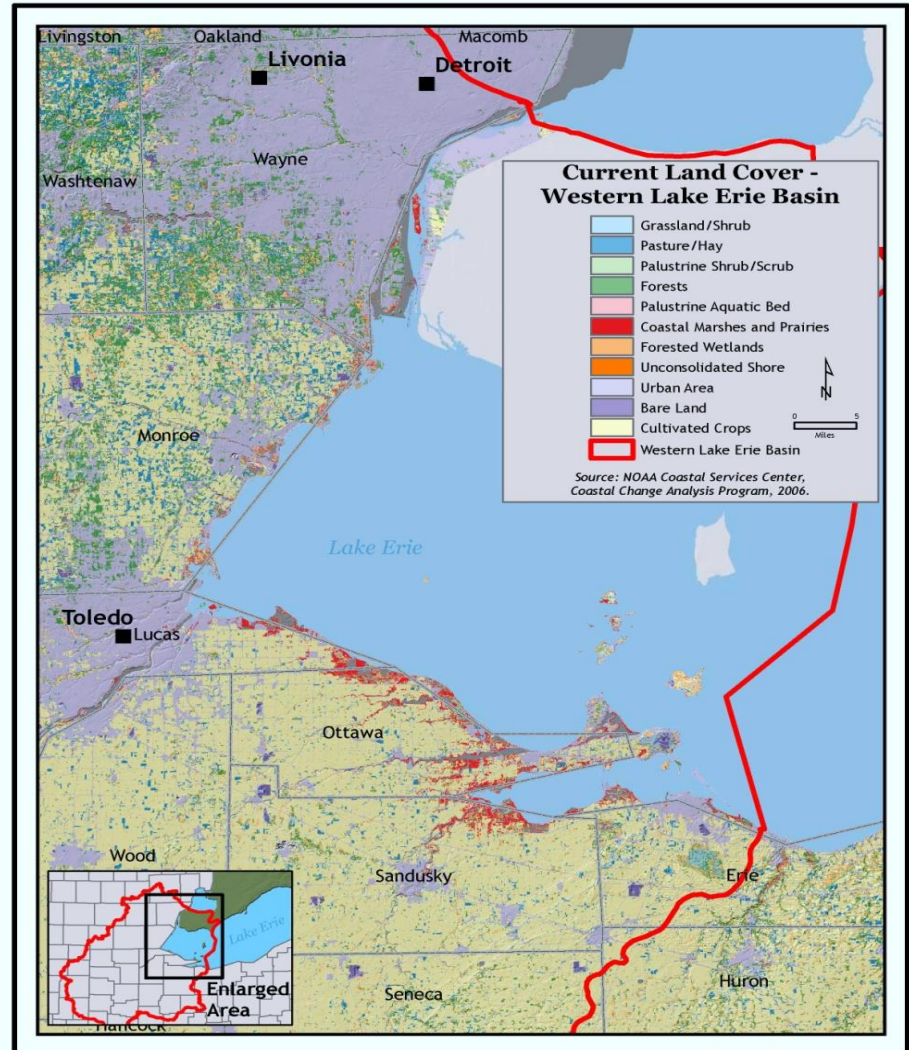 Livingston
Oakland
Macomb
Livonia
Detroit
Wayne
Washtenaw
Current Land Cover -
Western Lake Erie Basin
Grassland/Shrub
Pasture/Hay
Palustrine Shrub/Scrub
Forests
Palustrine Aquatic Bed
Coastal Marshes and Prairies
Forested Wetlands
Unconsolidated Shore
Urban Area
Bare Land
Cultivated Crops
Western Lake Erie Basin
N
0 5
Miles
Source: NOAA Coastal Services Center,
Coastal Change Analysis Program, 2006.
Monroe
Lake Erie
Toledo
Lucas
Ottawa
Wood
Sandusky
Erie
Lake Erie
Enlarged
Area
Seneca
Huron
Hancock